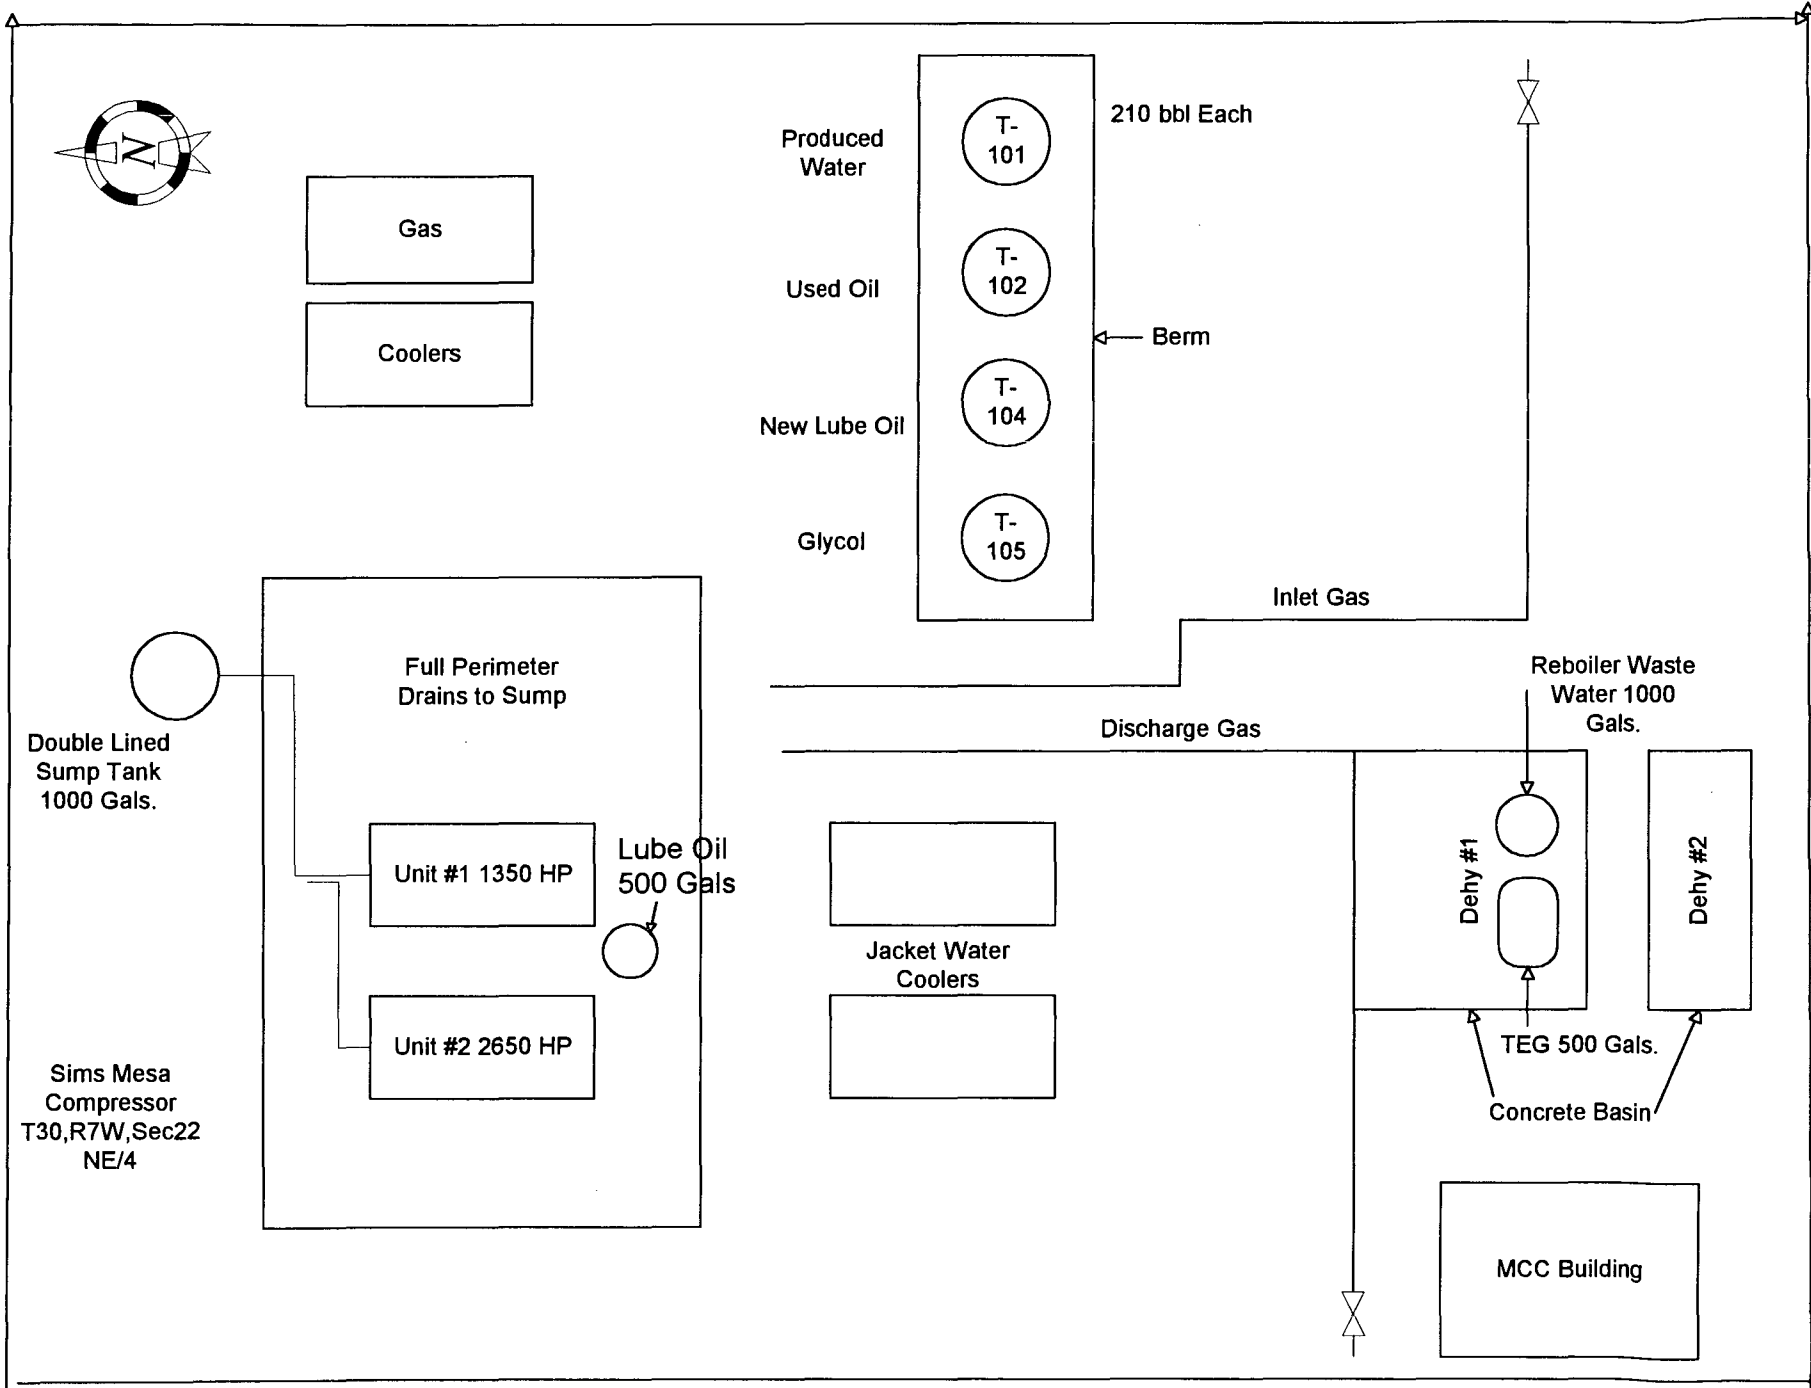 N
Gas
Coolers
Produced
Water
T-
101
210 bbl Each
Used Oil
T-
102
Berm
New Lube Oil
T-
104
Glycol
T-
105
Inlet Gas
Full Perimeter
Drains to Sump
Double Lined
Sump Tank
1000 Gals.
Discharge Gas
Reboiler Waste
Water 1000
Gals.
Unit #1 1350 HP
Lube Oil
500 Gals
Dehy #1
Dehy #2
Jacket Water
Coolers
Unit #2 2650 HP
TEG 500 Gals.
Concrete Basin
Sims Mesa
Compressor
T30,R7W,Sec22
NE/4
MCC Building